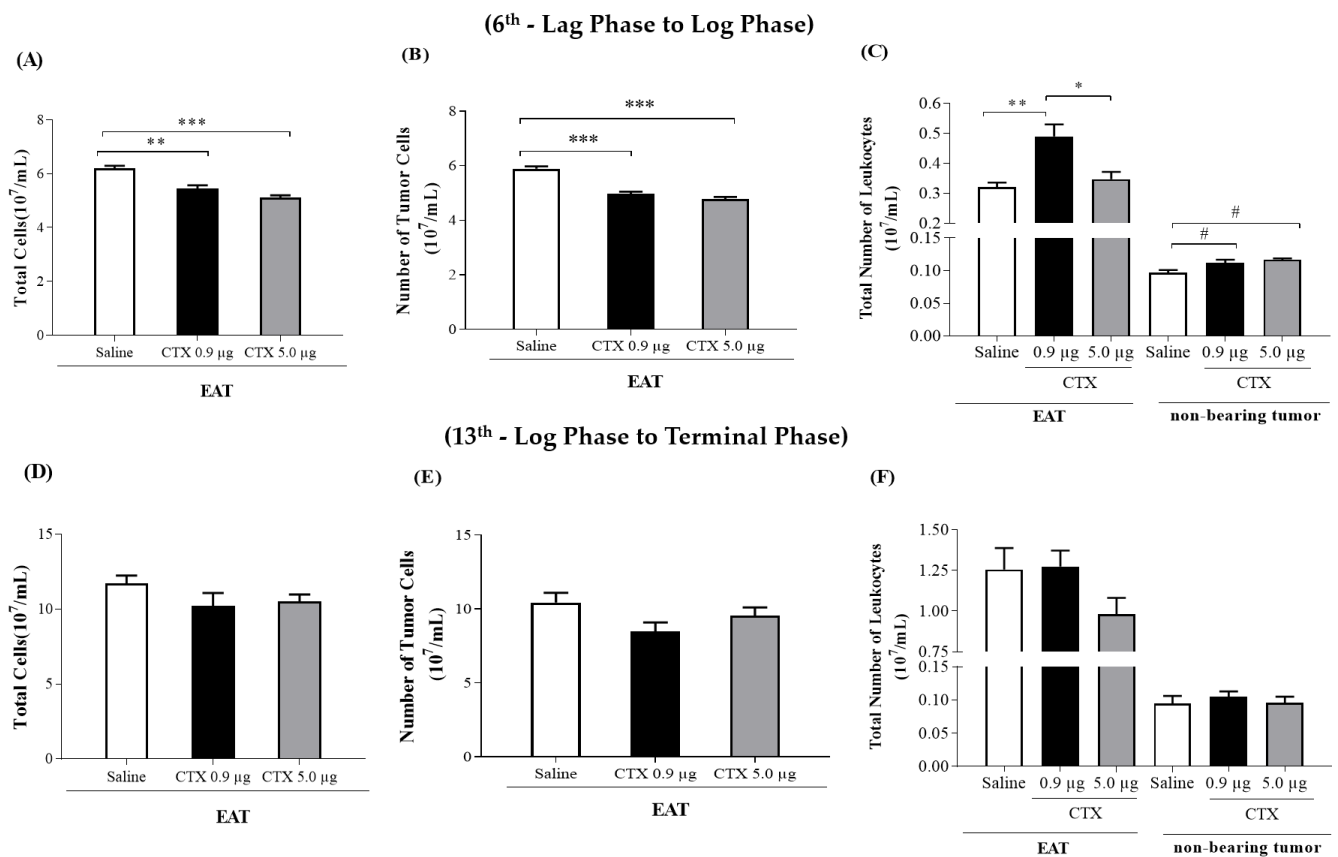 (6th - Lag Phase to Log Phase)
(A)
Total Cells(10^7/mL)
8
6
4
2
0
***
**
Saline
CTX 0.9 µg
CTX 5.0 µg
EAT
(B)
Number of Tumor Cells
(10^7/mL)
8
6
4
2
0
***
***
Saline
CTX 0.9 µg
CTX 5.0 µg
EAT
(C)
Total Number of Leukocytes
(10^7/mL)
0.6
0.5
0.4
0.3
0.2
0.15
0.10
0.05
0.00
**
*
#
#
Saline
0.9 µg
5.0 µg
Saline
0.9 µg
5.0 µg
CTX
CTX
EAT
non-bearing tumor
(13th - Log Phase to Terminal Phase)
(D)
Total Cells(10^7/mL)
15
10
5
0
Saline
CTX 0.9 µg
CTX 5.0 µg
EAT
(E)
Number of Tumor Cells
(10^7/mL)
15
10
5
0
Saline
CTX 0.9 µg
CTX 5.0 µg
EAT
(F)
Total Number of Leukocytes
(10^7/mL)
1.50
1.25
1.00
0.75
0.15
0.10
0.05
0.00
Saline
0.9 µg
5.0 µg
Saline
0.9 µg
5.0 µg
CTX
CTX
EAT
non-bearing tumor